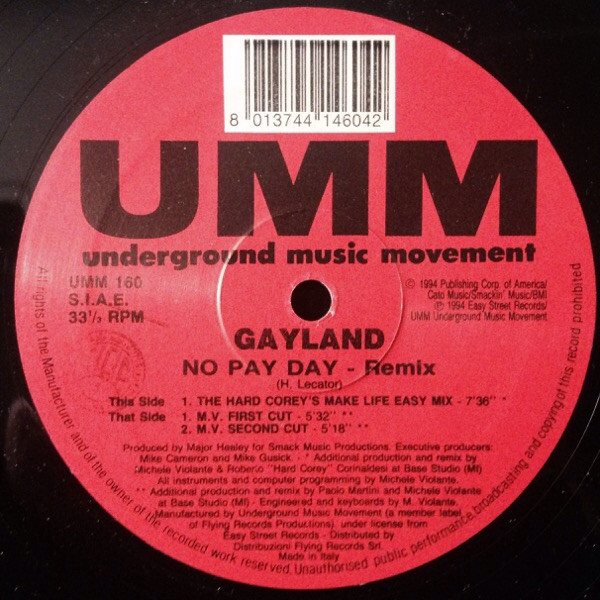 8 013744 146042
UMM
underground music movement
UMM 160
S.I.A.E.
33⅓ RPM
© 1994 Publishing Corp. of America/
Cato Music/Smackin' Music/BMI
℗ 1994 Easy Street Records/
UMM Underground Music Movement
GAYLAND
NO PAY DAY - Remix
(H. Lecator)
This Side 1. THE HARD COREY'S MAKE LIFE EASY MIX - 7'36" *
That Side 1. M.V. FIRST CUT - 5'32" **
2. M.V. SECOND CUT - 5'18" **
Produced by Major Healey for Smack Music Productions. Executive producers:
Mike Cameron and Mike Gusick. - * Additional production and remix by
Michele Violante & Roberto "Hard Corey" Corinaldesi at Base Studio (MI)
All instruments and computer programming by Michele Violante.
** Additional production and remix by Paolo Martini and Michele Violante
at Base Studio (MI) - Engineered and keyboards by M. Violante.
Manufactured by Underground Music Movement (a member label
of Flying Records Productions), under license from
Easy Street Records - Distributed by
Distribuzioni Flying Records Srl.
Made in Italy
All rights of the Manufacturer and of the owner of the recorded work reserved. Unauthorised public performance, broadcasting and copying of this record prohibited